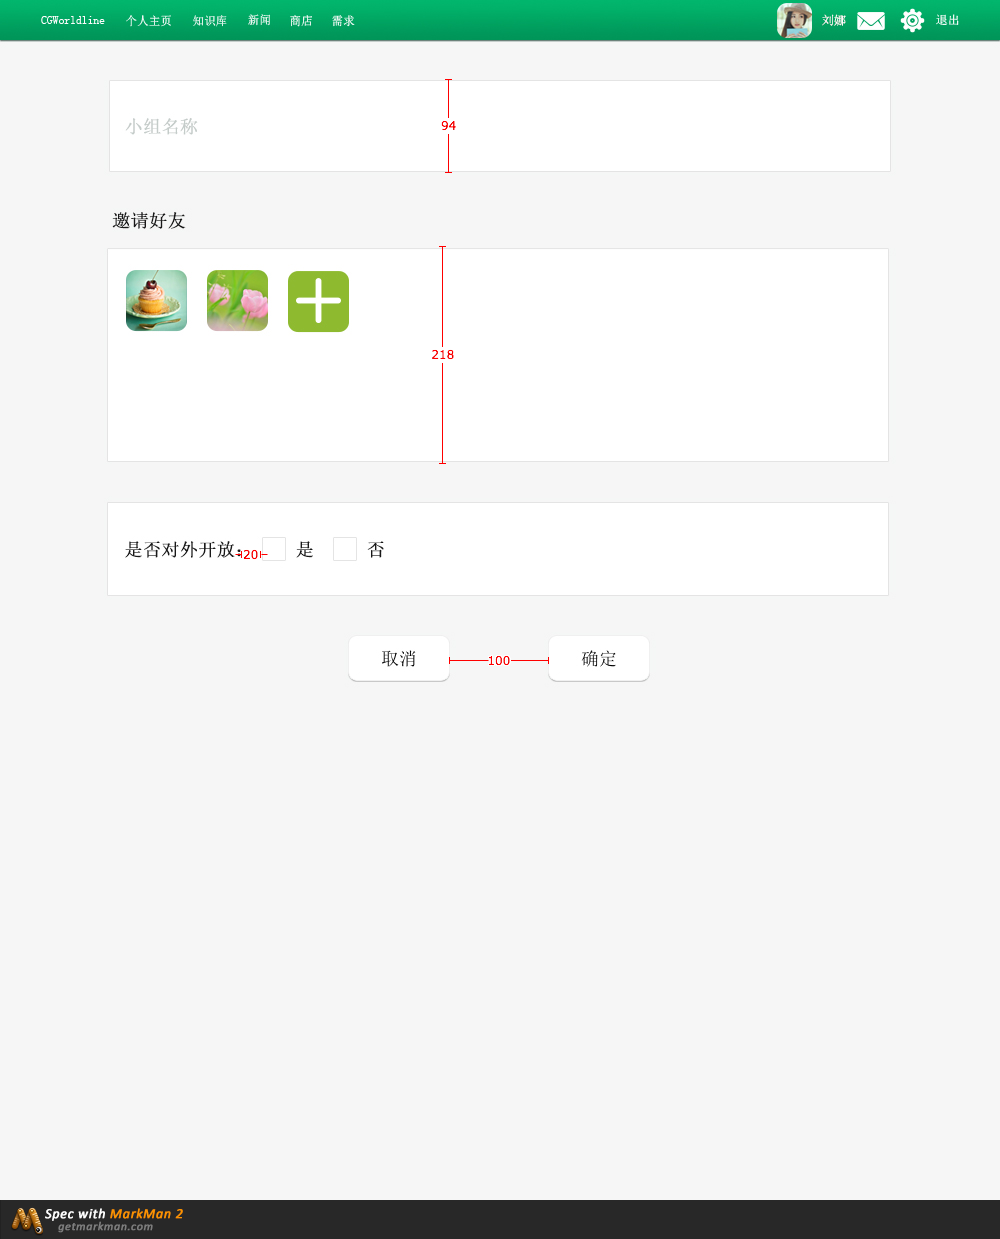 CGWorldline 个人主页 知识库 新闻 商店 需求 刘娜 退出
94
小组名称
邀请好友
218
是否对外开放: 20 是 否
取消 100 确定
Spec with MarkMan 2
getmarkman.com